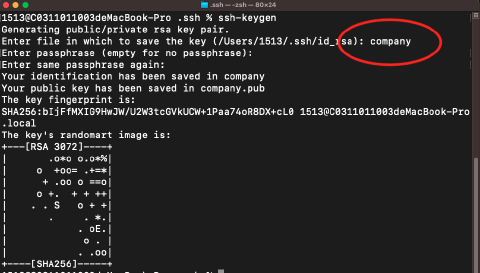 .ssh — -zsh — 80×24
1513@C0311011003deMacBook-Pro .ssh % ssh-keygen
Generating public/private rsa key pair.
Enter file in which to save the key (/Users/1513/.ssh/id_rsa): company
Enter passphrase (empty for no passphrase):
Enter same passphrase again:
Your identification has been saved in company
Your public key has been saved in company.pub
The key fingerprint is:
SHA256:bIjFfMXIG9HwJW/U2W3tcGVkUCW+1Paa74oR8DX+cL0 1513@C0311011003deMacBook-Pro
.local
The key's randomart image is:
+---[RSA 3072]----+
|       .o*o o.o*%|
|     o  +oo= .+=*|
|      + .oo o ==o|
|     o +.  + + ++|
|    . . S   o + +|
|       .     . *.|
|            . oE.|
|             o . |
|            . .oo|
+----[SHA256]-----+